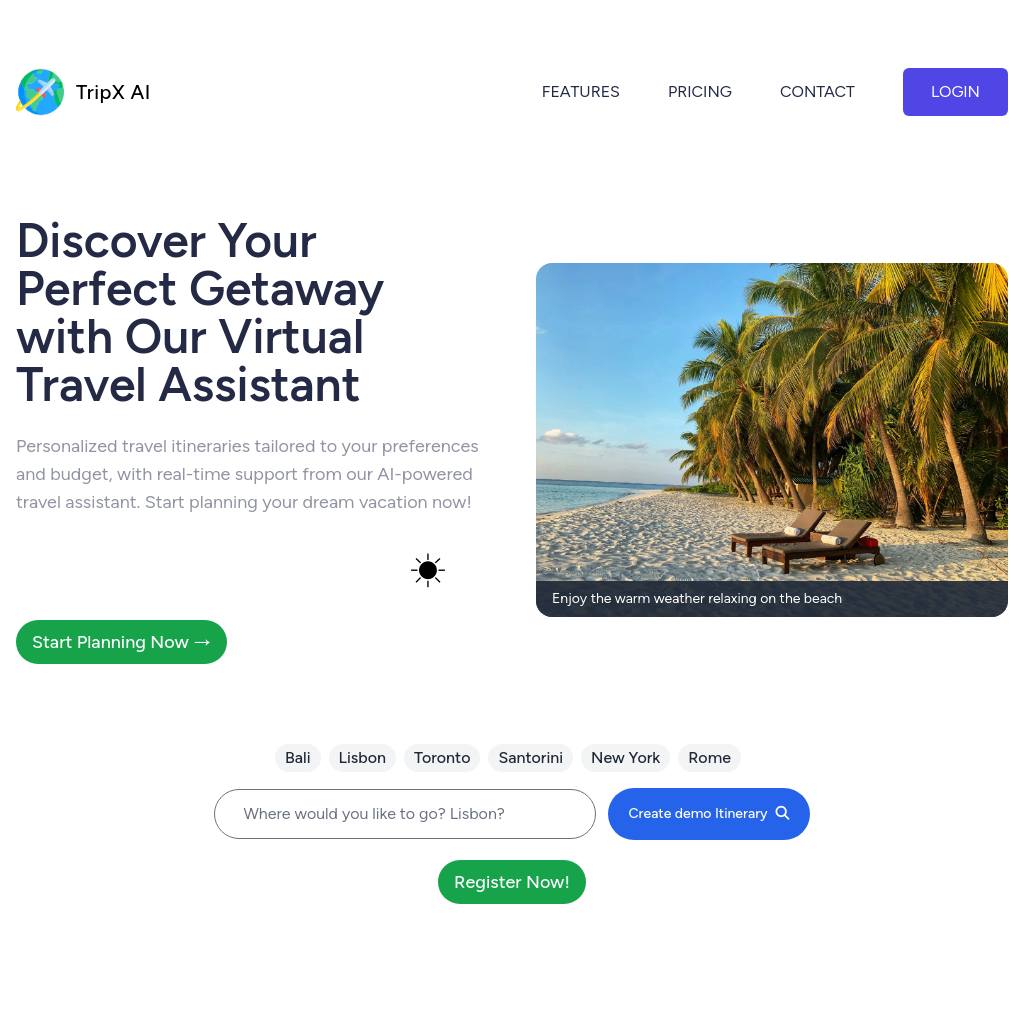 TripX AI
FEATURES
PRICING
CONTACT
LOGIN
Discover Your
Perfect Getaway
with Our Virtual
Travel Assistant
Personalized travel itineraries tailored to your preferences
and budget, with real-time support from our AI-powered
travel assistant. Start planning your dream vacation now!
Start Planning Now →
Enjoy the warm weather relaxing on the beach
Bali
Lisbon
Toronto
Santorini
New York
Rome
Where would you like to go? Lisbon?
Create demo Itinerary
Register Now!